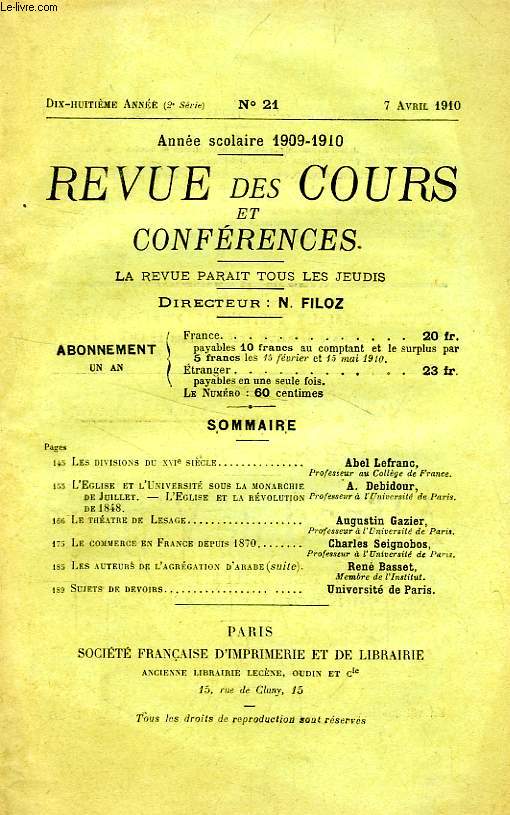 Le-livre.com
DIX-HUITIÈME ANNÉE (2e Série) No 21 7 AVRIL 1910
Année scolaire 1909-1910
REVUE DES COURS
ET
CONFÉRENCES
LA REVUE PARAIT TOUS LES JEUDIS
DIRECTEUR : N. FILOZ
ABONNEMENT
UN AN
France. . . . . . . . . . . . . . 20 fr.
payables 10 francs au comptant et le surplus par
5 francs les 15 février et 15 mai 1910.
Étranger . . . . . . . . . . . . . 23 fr.
payables en une seule fois.
LE NUMÉRO : 60 centimes
SOMMAIRE
Pages
145 LES DIVISIONS DU XVIe SIÈCLE............... Abel Lefranc,
Professeur au Collège de France.
155 L'EGLISE ET L'UNIVERSITÉ SOUS LA MONARCHIE A. Debidour,
DE JUILLET. — L'EGLISE ET LA RÉVOLUTION Professeur à l'Université de Paris.
DE 1848.
166 LE THÉATRE DE LESAGE.................... Augustin Gazier,
Professeur à l'Université de Paris.
175 LE COMMERCE EN FRANCE DEPUIS 1870........ Charles Seignobos,
Professeur à l'Université de Paris.
185 LES AUTEURS DE L'AGRÉGATION D'ARABE (suite). René Basset,
Membre de l'Institut.
189 SUJETS DE DEVOIRS.................. ..... Université de Paris.
PARIS
SOCIÉTÉ FRANÇAISE D'IMPRIMERIE ET DE LIBRAIRIE
ANCIENNE LIBRAIRIE LECÈNE, OUDIN ET Cie
15, rue de Cluny, 15
Tous les droits de reproduction sont réservés